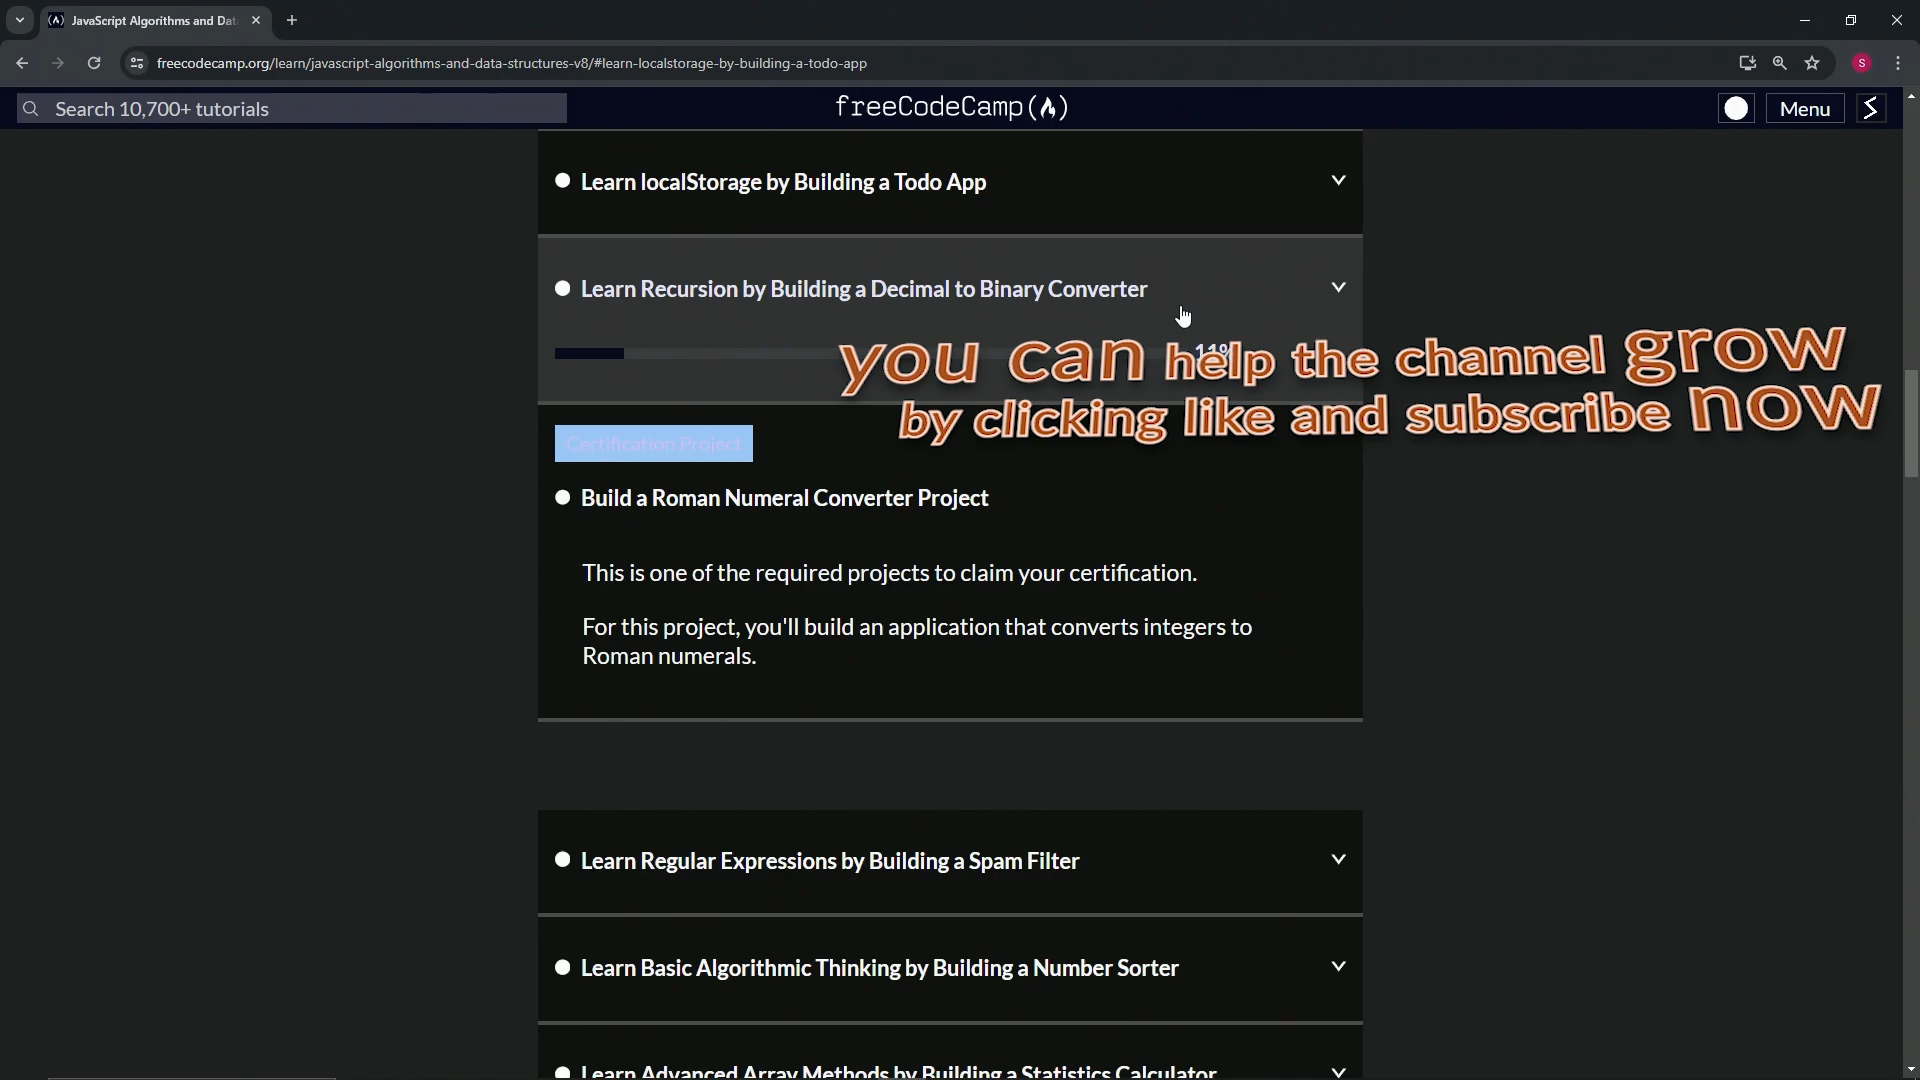 JavaScript Algorithms and Dat
freecodecamp.org/learn/javascript-algorithms-and-data-structures-v8/#learn-localstorage-by-building-a-todo-app
S
Search 10,700+ tutorials
freeCodeCamp(🔥)
Menu
Learn localStorage by Building a Todo App
Learn Recursion by Building a Decimal to Binary Converter
11%
you can help the channel grow
by clicking like and subscribe now
Certification Project
Build a Roman Numeral Converter Project
This is one of the required projects to claim your certification.
For this project, you'll build an application that converts integers to
Roman numerals.
Learn Regular Expressions by Building a Spam Filter
Learn Basic Algorithmic Thinking by Building a Number Sorter
Learn Advanced Array Methods by Building a Statistics Calculator